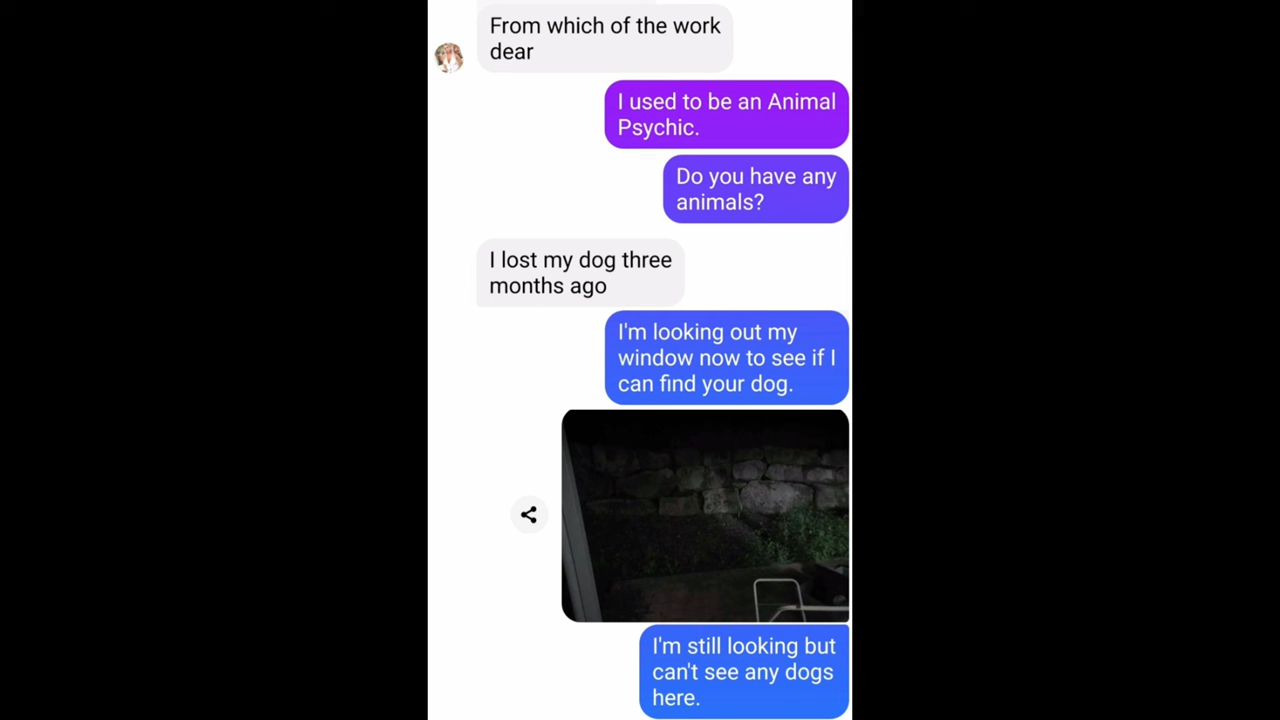 From which of the work
dear
I used to be an Animal
Psychic.
Do you have any
animals?
I lost my dog three
months ago
I'm looking out my
window now to see if I
can find your dog.
I'm still looking but
can't see any dogs
here.